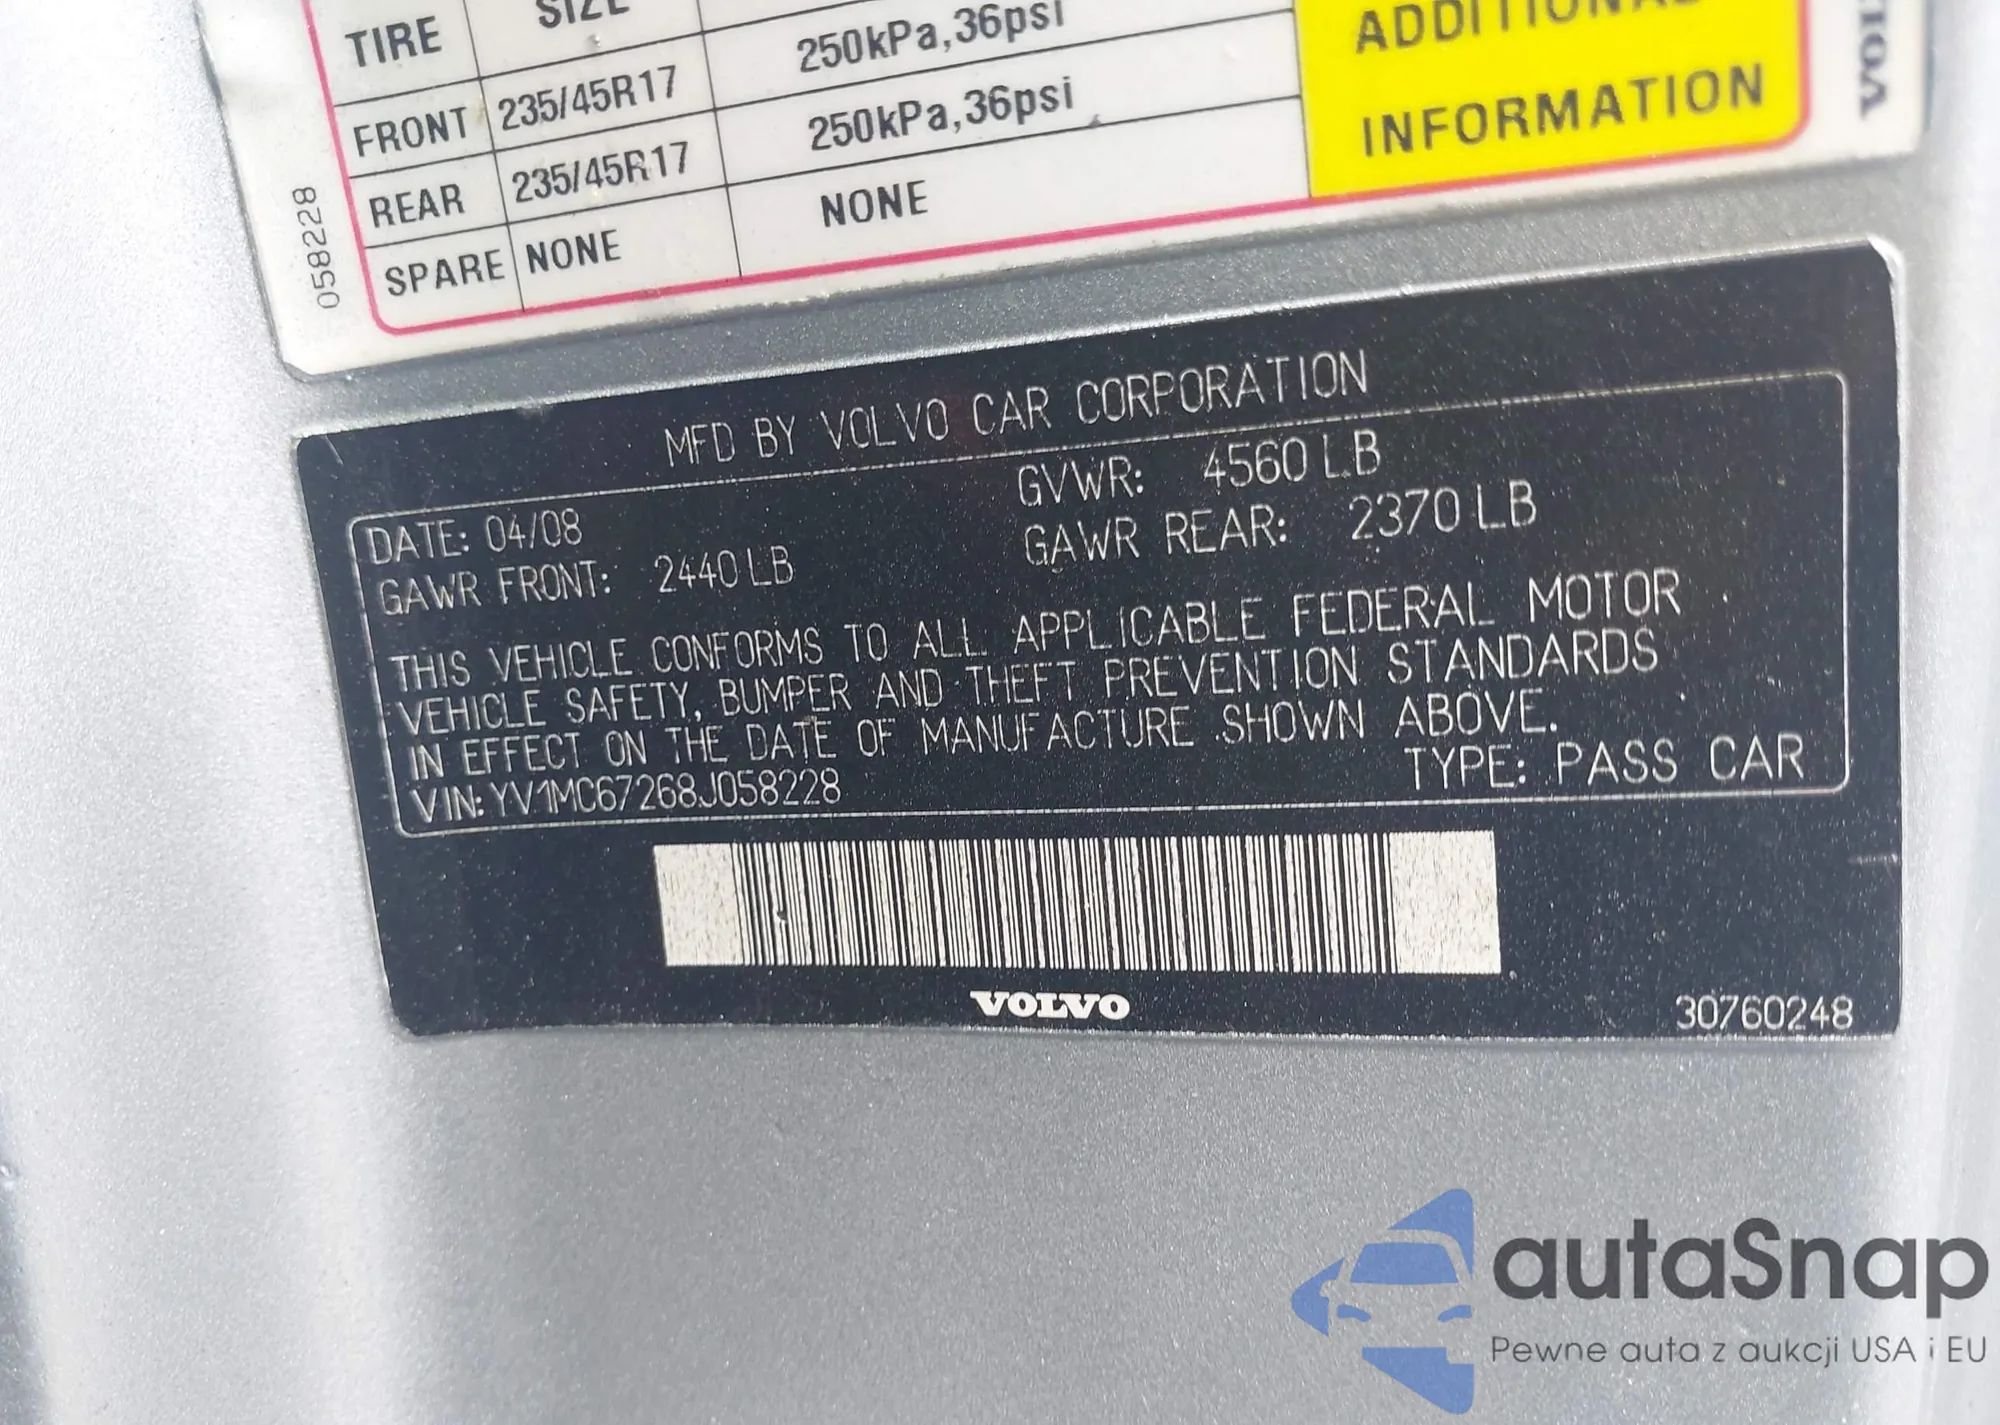 TIRE SIZE
FRONT 235/45R17 250kPa,36psi
REAR 235/45R17 250kPa,36psi
SPARE NONE NONE
ADDITIONAL
INFORMATION
VOLVO
058228
MFD BY VOLVO CAR CORPORATION
DATE: 04/08 GVWR: 4560 LB
GAWR FRONT: 2440 LB GAWR REAR: 2370 LB
THIS VEHICLE CONFORMS TO ALL APPLICABLE FEDERAL MOTOR
VEHICLE SAFETY, BUMPER AND THEFT PREVENTION STANDARDS
IN EFFECT ON THE DATE OF MANUFACTURE SHOWN ABOVE.
VIN: YV1MC67268J058228 TYPE: PASS CAR
VOLVO
30760248
autaSnap
Pewne auta z aukcji USA i EU